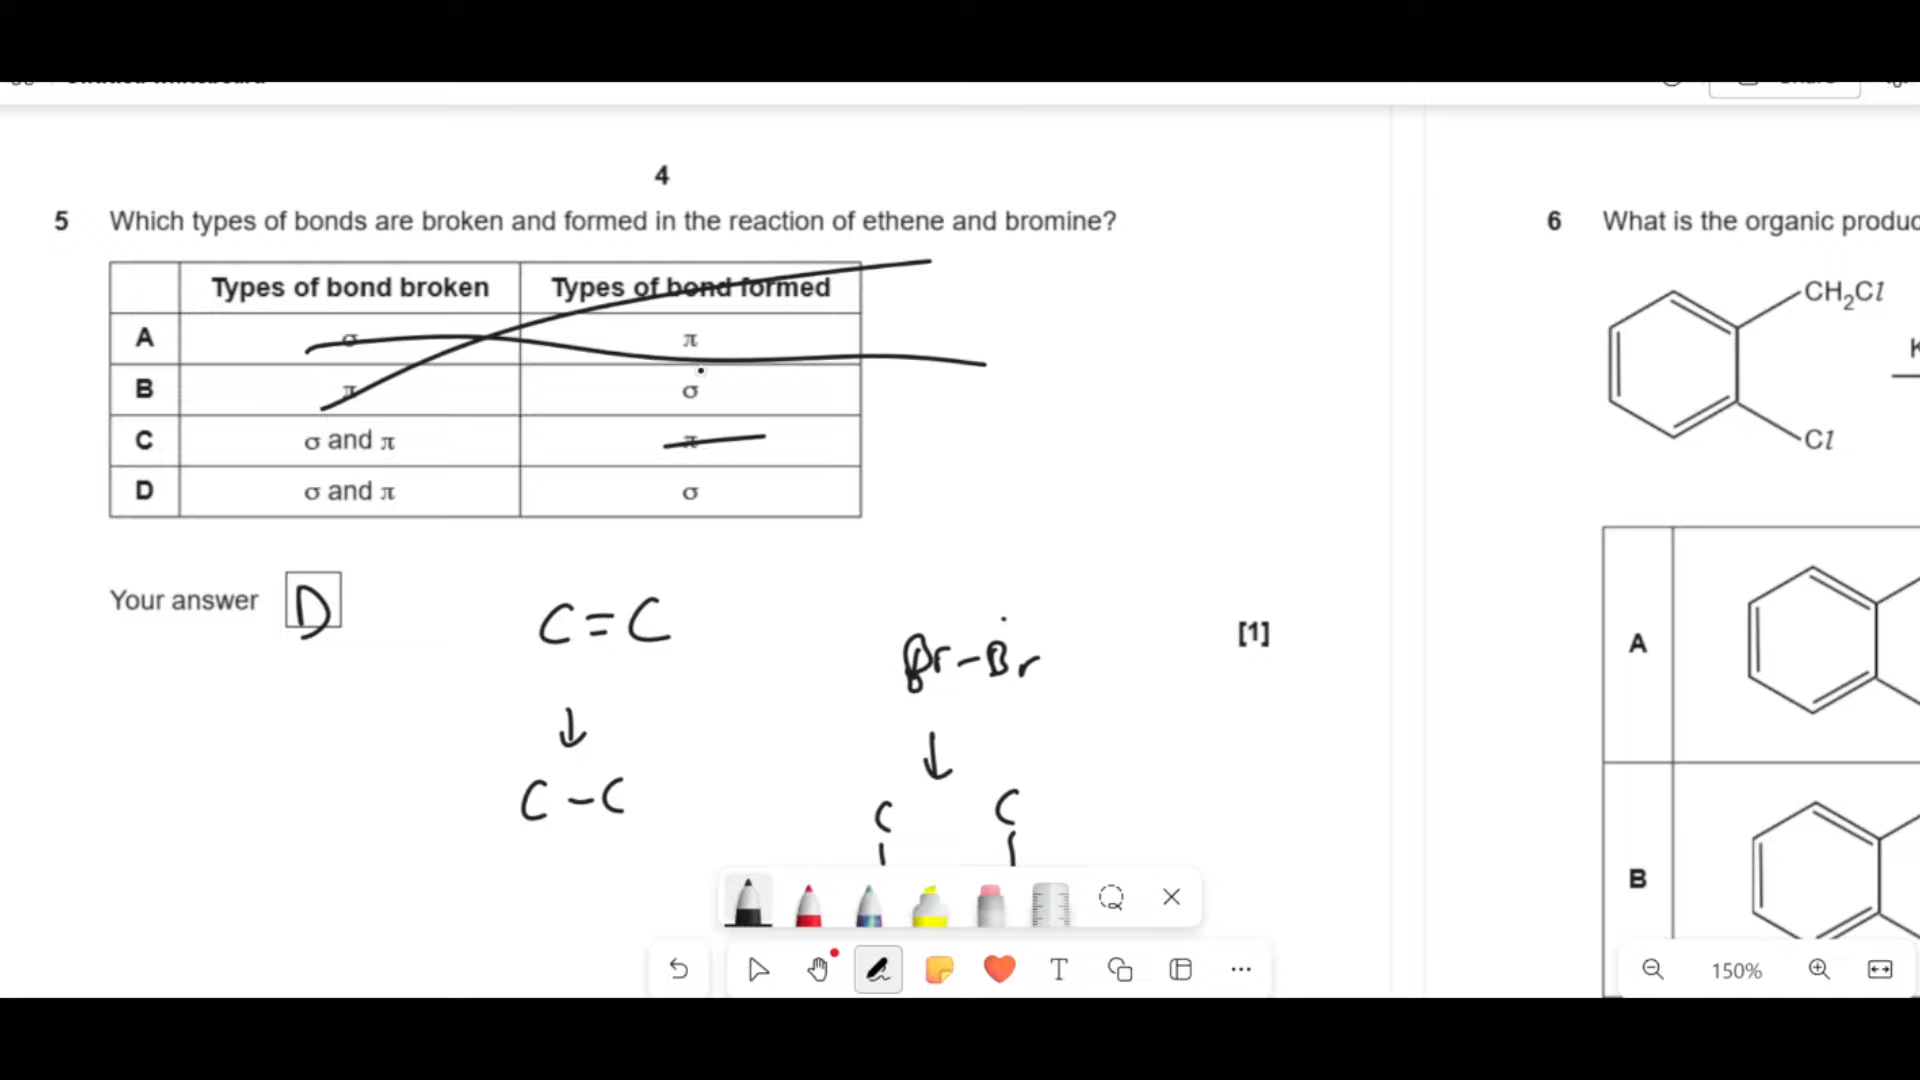 4
5 Which types of bonds are broken and formed in the reaction of ethene and bromine?
Types of bond broken Types of bond formed
A σ π
B π σ
C σ and π π
D σ and π σ
Your answer D
[1]
C=C
↓
C-C
Br-Br
↓
C C
6 What is the organic
CH₂Cl
Cl
K
A
B
150%